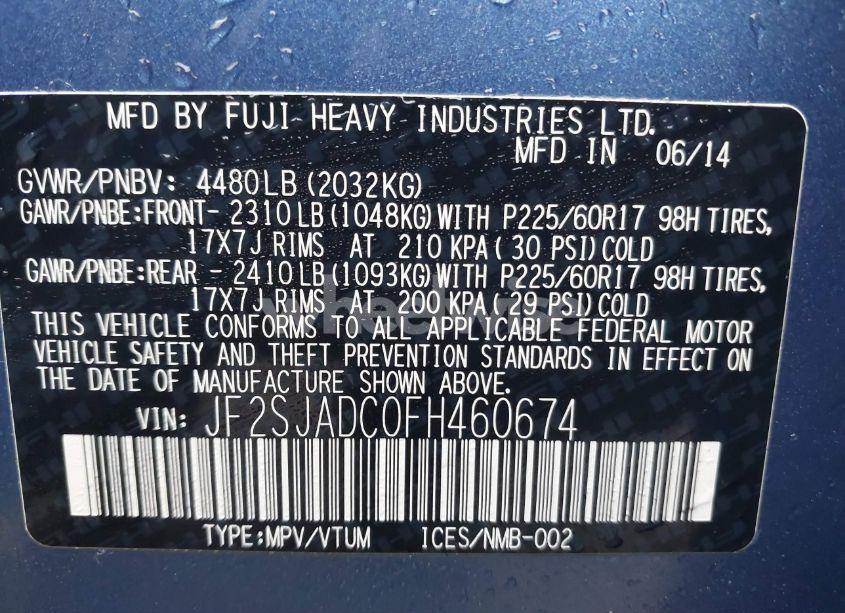 MFD BY FUJI HEAVY INDUSTRIES LTD.
MFD IN 06/14
GVWR/PNBV: 4480LB (2032KG)
GAWR/PNBE:FRONT- 2310LB (1048KG) WITH P225/60R17 98H TIRES,
17X7J RIMS AT 210 KPA (30 PSI) COLD
GAWR/PNBE:REAR - 2410LB (1093KG) WITH P225/60R17 98H TIRES,
17X7J RIMS AT 200 KPA (29 PSI) COLD
THIS VEHICLE CONFORMS TO ALL APPLICABLE FEDERAL MOTOR
VEHICLE SAFETY AND THEFT PREVENTION STANDARDS IN EFFECT ON
THE DATE OF MANUFACTURE SHOWN ABOVE.
VIN: JF2SJADC0FH460674
TYPE:MPV/VTUM ICES/NMB-002